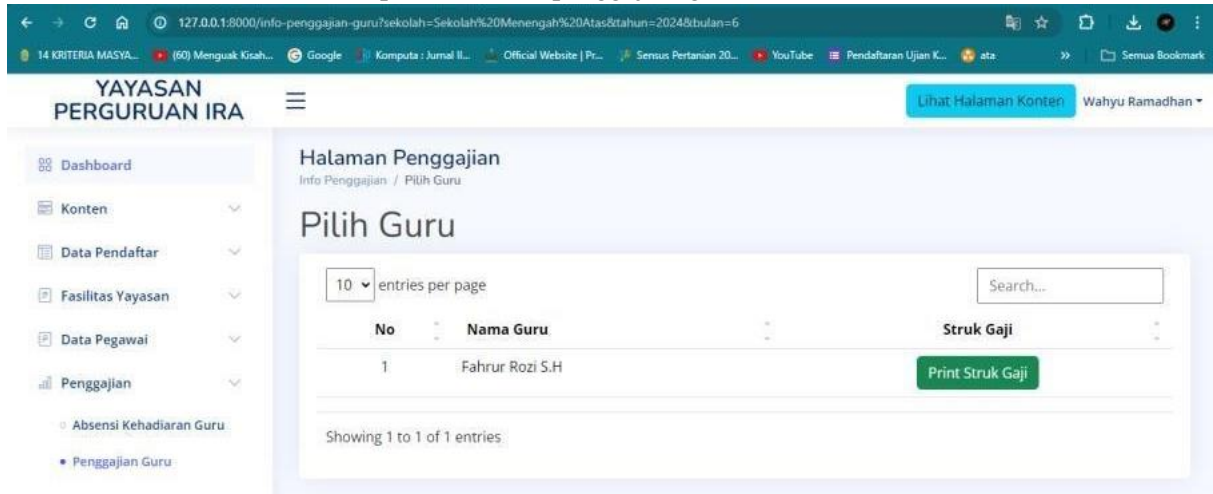 127.0.0.1:8000/info-penggajian-guru?sekolah=Sekolah%20Menengah%20Atas&tahun=2024&bulan=6
14 KRITERIA MASYA... (60) Menguak Kisah... Google Komputa : Jurnal Il... Official Website | Pr... Sensus Pertanian 20... YouTube Pendaftaran Ujian K... ata » Semua Bookmark
YAYASAN
PERGURUAN IRA
Lihat Halaman Konten Wahyu Ramadhan
Dashboard
Konten
Data Pendaftar
Fasilitas Yayasan
Data Pegawai
Penggajian
Absensi Kehadiaran Guru
Penggajian Guru
Halaman Penggajian
Info Penggajian / Pilih Guru
Pilih Guru
10 entries per page Search...
No Nama Guru Struk Gaji
1 Fahrur Rozi S.H Print Struk Gaji
Showing 1 to 1 of 1 entries